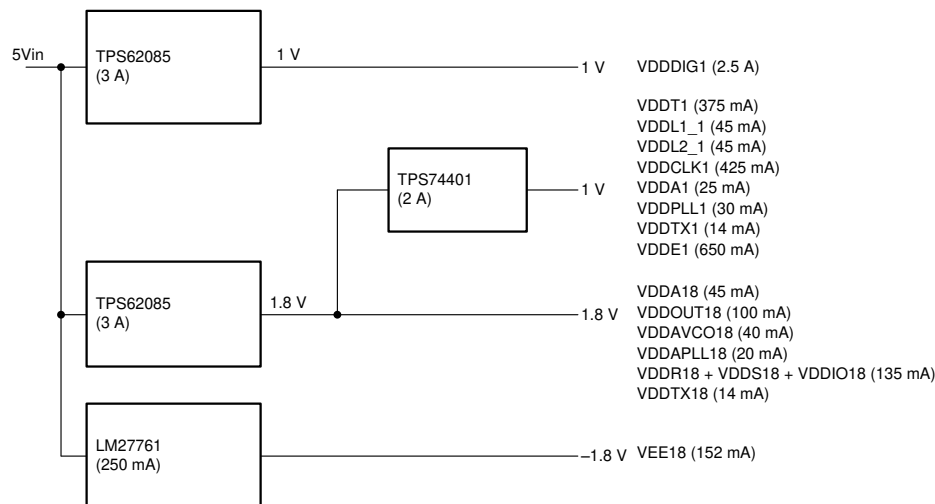 5Vin
TPS62085
(3 A)
1 V
1 V
VDDDIG1 (2.5 A)
VDDT1 (375 mA)
VDDL1_1 (45 mA)
VDDL2_1 (45 mA)
VDDCLK1 (425 mA)
VDDA1 (25 mA)
VDDPLL1 (30 mA)
VDDTX1 (14 mA)
VDDE1 (650 mA)
TPS74401
(2 A)
1 V
TPS62085
(3 A)
1.8 V
1.8 V
VDDA18 (45 mA)
VDDOUT18 (100 mA)
VDDAVCO18 (40 mA)
VDDAPLL18 (20 mA)
VDDR18 + VDDS18 + VDDIO18 (135 mA)
VDDTX18 (14 mA)
LM27761
(250 mA)
–1.8 V
VEE18 (152 mA)